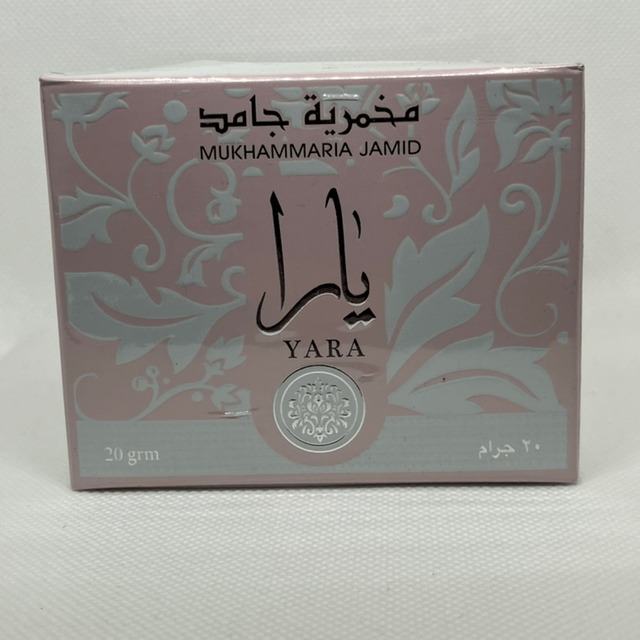 مخمرية جامد
MUKHAMMARIA JAMID
يارا
YARA
20 grm
٢٠ جرام